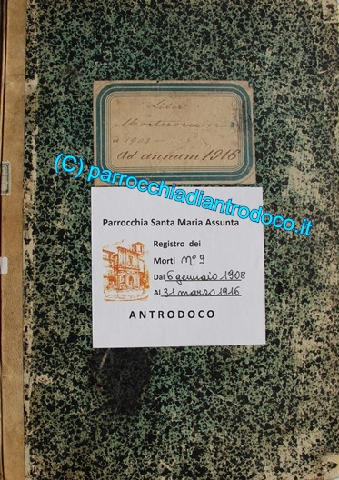 Liber
Mortuorum
a 1908
ad annum 1916
(C) parrocchiadiantrodoco.it
Parrocchia Santa Maria Assunta
Registro dei
Morti N° 9
Dal 6 gennaio 1908
Al 31 marzo 1916
ANTRODOCO